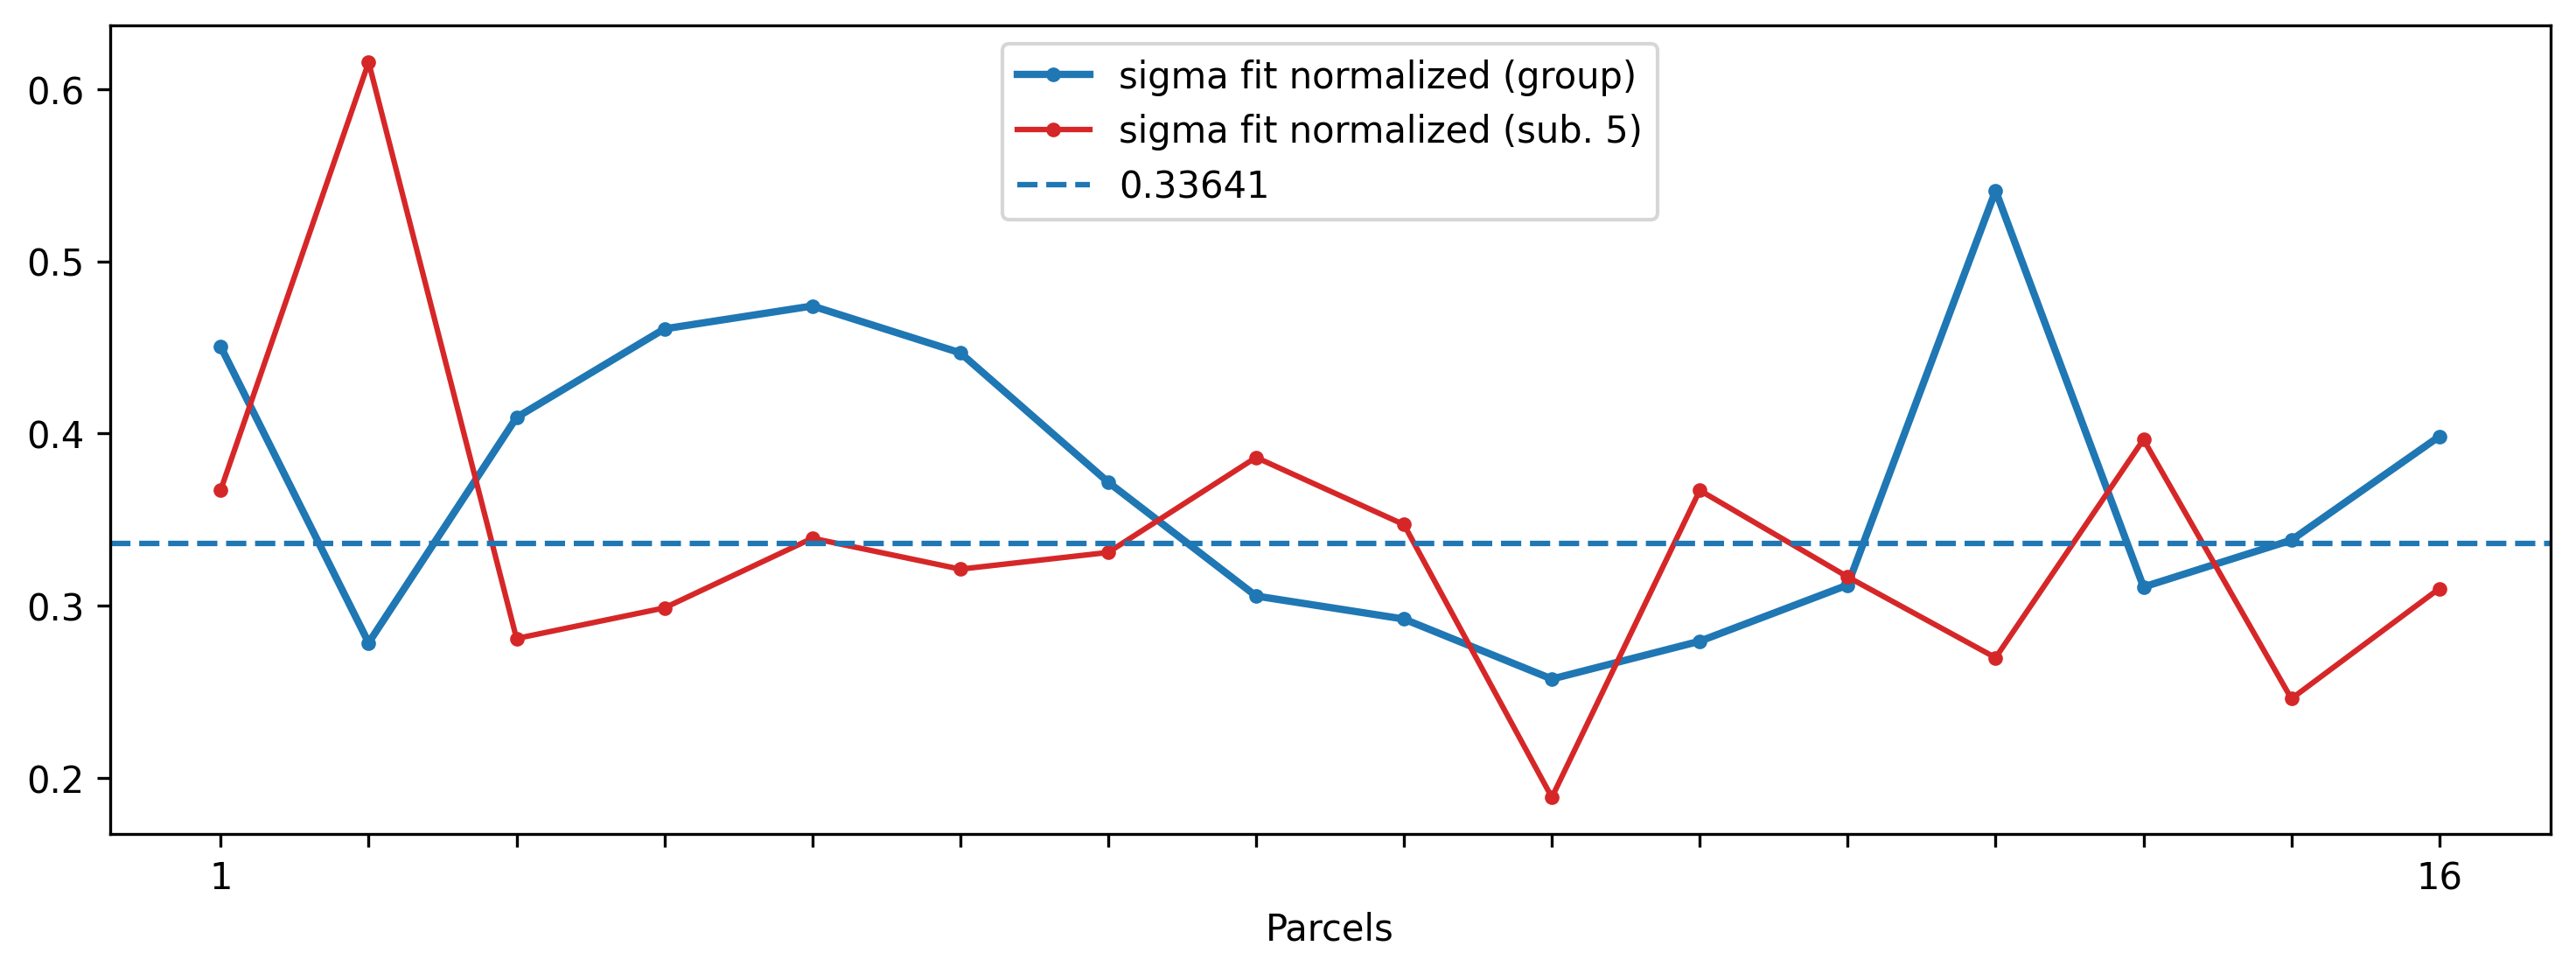 sigma fit normalized (group)
sigma fit normalized (sub. 5)
0.33641
0.6
0.5
0.4
0.3
0.2
1
16
Parcels